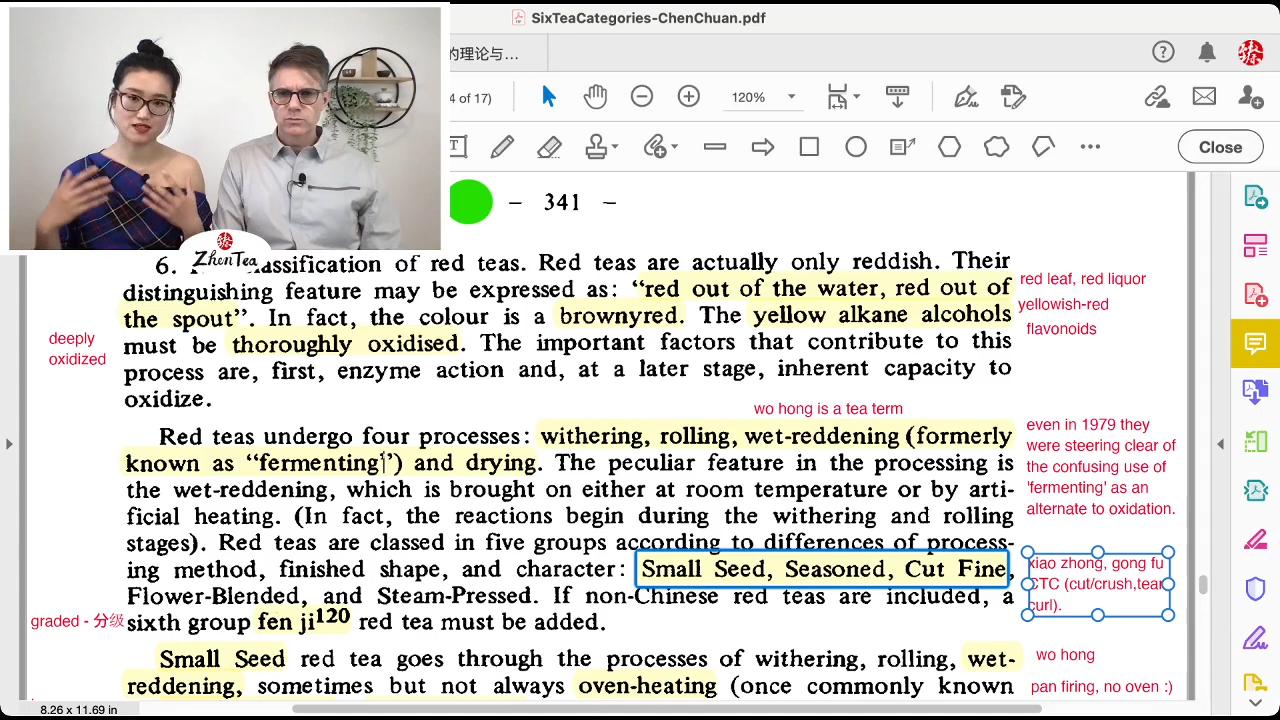 SixTeaCategories-ChenChuan.pdf
的理论与...
4 of 17)
120%
Close
- 341 -
ZhenTea
6. assification of red teas. Red teas are actually only reddish. Their
distinguishing feature may be expressed as: “red out of the water, red out of
the spout”. In fact, the colour is a brownyred. The yellow alkane alcohols
must be thoroughly oxidised. The important factors that contribute to this
process are, first, enzyme action and, at a later stage, inherent capacity to
oxidize.
red leaf, red liquor
yellowish-red
flavonoids
deeply
oxidized
wo hong is a tea term
Red teas undergo four processes: withering, rolling, wet-reddening (formerly
known as “fermenting”) and drying. The peculiar feature in the processing is
the wet-reddening, which is brought on either at room temperature or by arti-
ficial heating. (In fact, the reactions begin during the withering and rolling
stages). Red teas are classed in five groups according to differences of process-
ing method, finished shape, and character: Small Seed, Seasoned, Cut Fine,
Flower-Blended, and Steam-Pressed. If non-Chinese red teas are included, a
sixth group fen ji120 red tea must be added.
even in 1979 they
were steering clear of
the confusing use of
'fermenting' as an
alternate to oxidation.
xiao zhong, gong fu
CTC (cut/crush,tear
curl).
graded - 分级
Small Seed red tea goes through the processes of withering, rolling, wet-
reddening, sometimes but not always oven-heating (once commonly known
wo hong
pan firing, no oven :)
8.26 x 11.69 in